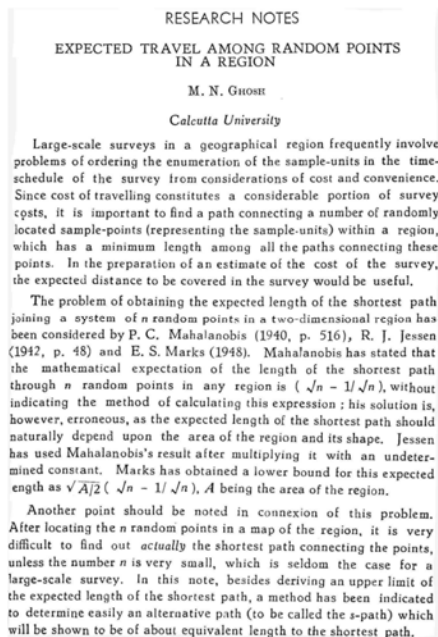 RESEARCH NOTES
EXPECTED TRAVEL AMONG RANDOM POINTS
IN A REGION
M. N. GHOSH
Calcutta University
Large-scale surveys in a geographical region frequently involve
problems of ordering the enumeration of the sample-units in the time-
schedule of the survey from considerations of cost and convenience.
Since cost of travelling constitutes a considerable portion of survey
costs, it is important to find a path connecting a number of randomly
located sample-points (representing the sample-units) within a region,
which has a minimum length among all the paths connecting these
points. In the preparation of an estimate of the cost of the survey,
the expected distance to be covered in the survey would be useful.
The problem of obtaining the expected length of the shortest path
joining a system of n random points in a two-dimensional region has
been considered by P. C. Mahalanobis (1940, p. 516), R. J. Jessen
(1942, p. 48) and E. S. Marks (1948). Mahalanobis has stated that
the mathematical expectation of the length of the shortest path
through n random points in any region is ( √n - 1/√n ), without
indicating the method of calculating this expression ; his solution is,
however, erroneous, as the expected length of the shortest path should
naturally depend upon the area of the region and its shape. Jessen
has used Mahalanobis's result after multiplying it with an undeter-
mined constant. Marks has obtained a lower bound for this expected
ength as √A/2 ( √n - 1/√n ), A being the area of the region.
Another point should be noted in connexion of this problem.
After locating the n random points in a map of the region, it is very
difficult to find out actually the shortest path connecting the points,
unless the number n is very small, which is seldom the case for a
large-scale survey. In this note, besides deriving an upper limit of
the expected length of the shortest path, a method has been indicated
to determine easily an alternative path (to be called the s-path) which
will be shown to be of about equivalent length to the shortest path.